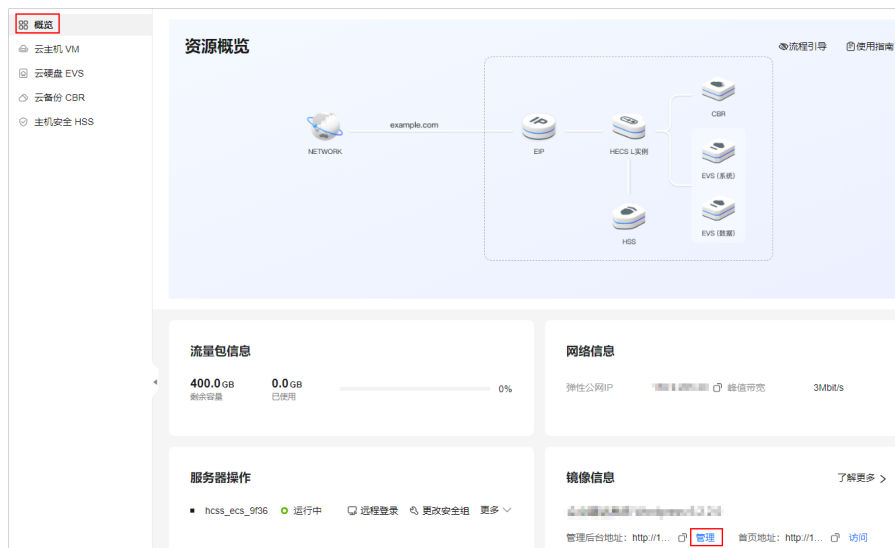 概览
云主机 VM
云硬盘 EVS
云备份 CBR
主机安全 HSS
资源概览
流程引导
使用指南
NETWORK
example.com
EIP
HECS L实例
CBR
EVS (系统)
EVS (数据)
HSS
流量包信息
400.0 GB
剩余容量
0.0 GB
已使用
0%
网络信息
弹性公网IP
峰值带宽
3Mbit/s
服务器操作
hcss_ecs_9f36 运行中 远程登录 更改安全组 更多
镜像信息
了解更多
管理后台地址: http://1... 管理 首页地址: http://1... 访问